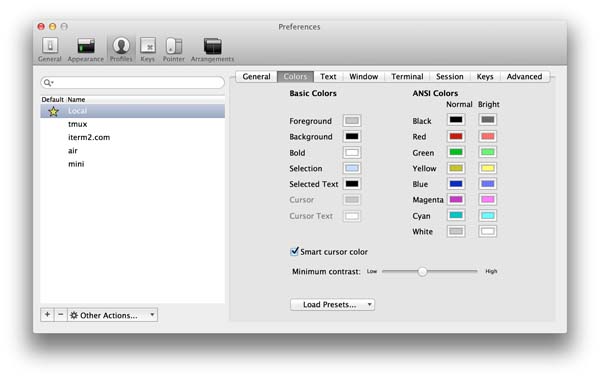 Preferences
General Appearance Profiles Keys Pointer Arrangements
General Colors Text Window Terminal Session Keys Advanced
Default Name
Local
tmux
iterm2.com
air
mini
+ − Other Actions...
Basic Colors
Foreground
Background
Bold
Selection
Selected Text
Cursor
Cursor Text
ANSI Colors
Normal Bright
Black
Red
Green
Yellow
Blue
Magenta
Cyan
White
Smart cursor color
Minimum contrast: Low High
Load Presets...